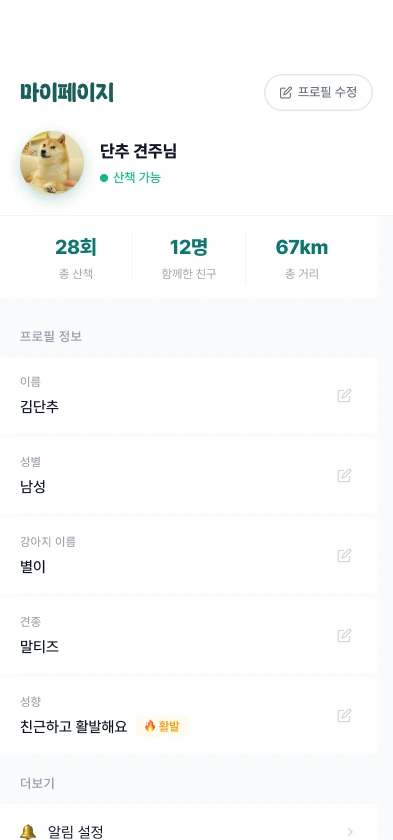 마이페이지
프로필 수정
단추 견주님
산책 가능
28회
12명
67km
총 산책
함께한 친구
총 거리
프로필 정보
이름
김단추
성별
남성
강아지 이름
별이
견종
말티즈
성향
친근하고 활발해요 🔥 활발
더보기
🔔 알림 설정